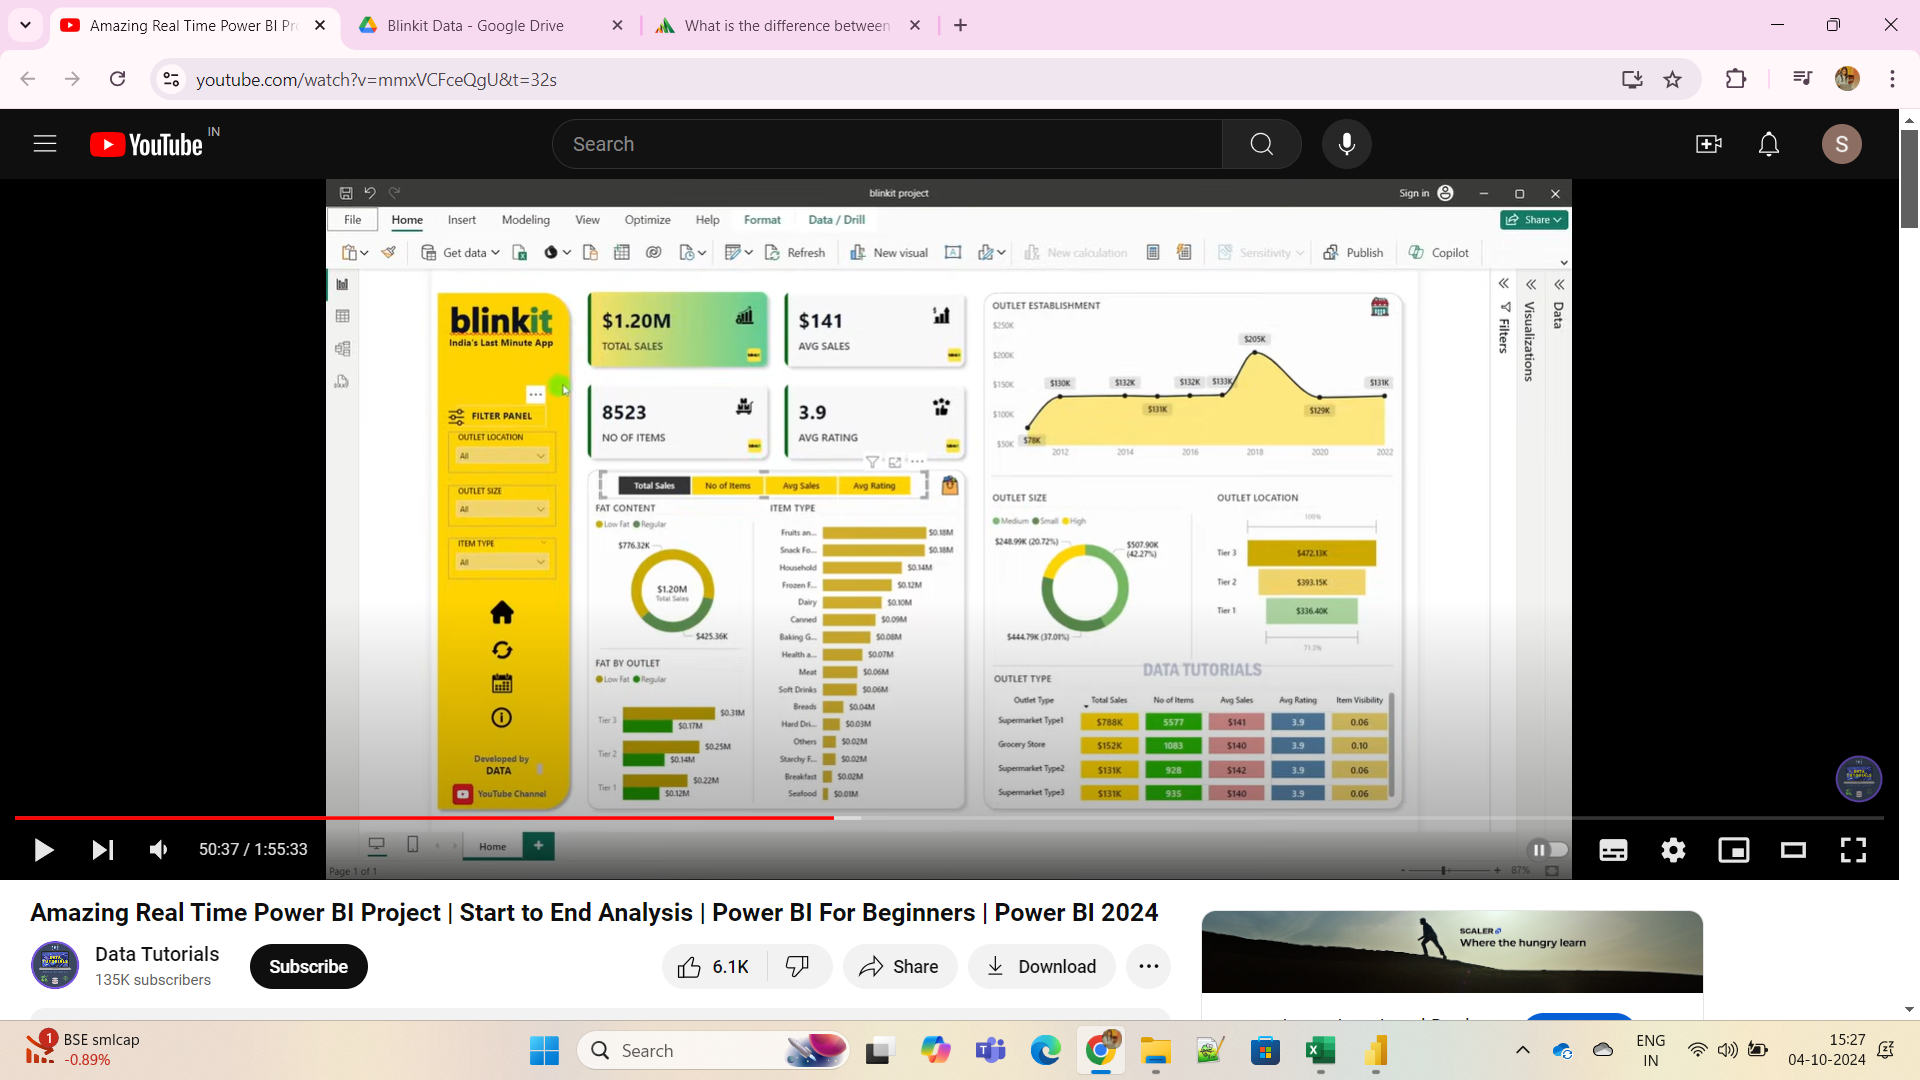 Amazing Real Time Power BI Pr
Blinkit Data - Google Drive
What is the difference between
youtube.com/watch?v=mmxVCFceQgU&t=32s
YouTube IN
Search
S
blinkit project
Sign in
File Home Insert Modeling View Optimize Help Format Data / Drill
Share
Get data
Refresh
New visual
New calculation
Sensitivity
Publish
Copilot
blinkit
India's Last Minute App
FILTER PANEL
OUTLET LOCATION
All
OUTLET SIZE
All
ITEM TYPE
All
Developed by
DATA
YouTube Channel
$1.20M
TOTAL SALES
$141
AVG SALES
8523
NO OF ITEMS
3.9
AVG RATING
Total Sales No of Items Avg Sales Avg Rating
FAT CONTENT
Low Fat Regular
$776.32K
$1.20M
Total Sales
$425.36K
FAT BY OUTLET
Low Fat Regular
Tier 3 $0.31M
$0.17M
Tier 2 $0.25M
$0.14M
Tier 1 $0.22M
$0.12M
ITEM TYPE
Fruits an... $0.18M
Snack Fo... $0.18M
Household $0.14M
Frozen F... $0.12M
Dairy $0.10M
Canned $0.09M
Baking G... $0.08M
Health a... $0.07M
Meat $0.06M
Soft Drinks $0.06M
Breads $0.04M
Hard Dri... $0.03M
Others $0.02M
Starchy F... $0.02M
Breakfast $0.02M
Seafood $0.01M
OUTLET ESTABLISHMENT
$250K
$200K
$150K
$100K
$50K
$78K $130K $132K $131K $132K $133K $205K $129K $131K
2012 2014 2016 2018 2020 2022
OUTLET SIZE
Medium Small High
$248.99K (20.72%)
$507.90K
(42.27%)
$444.79K (37.01%)
OUTLET LOCATION
100%
Tier 3 $472.13K
Tier 2 $393.15K
Tier 1 $336.40K
71.3%
DATA TUTORIALS
OUTLET TYPE
Outlet Type Total Sales No of Items Avg Sales Avg Rating Item Visibility
Supermarket Type1 $788K 5577 $141 3.9 0.06
Grocery Store $152K 1083 $140 3.9 0.10
Supermarket Type2 $131K 928 $142 3.9 0.06
Supermarket Type3 $131K 935 $140 3.9 0.06
Filters
Visualizations
Data
Home
Page 1 of 1
87%
50:37 / 1:55:33
Amazing Real Time Power BI Project | Start to End Analysis | Power BI For Beginners | Power BI 2024
Data Tutorials
135K subscribers
Subscribe
6.1K
Share
Download
SCALER
Where the hungry learn
1
BSE smlcap
-0.89%
Search
ENG
IN
15:27
04-10-2024